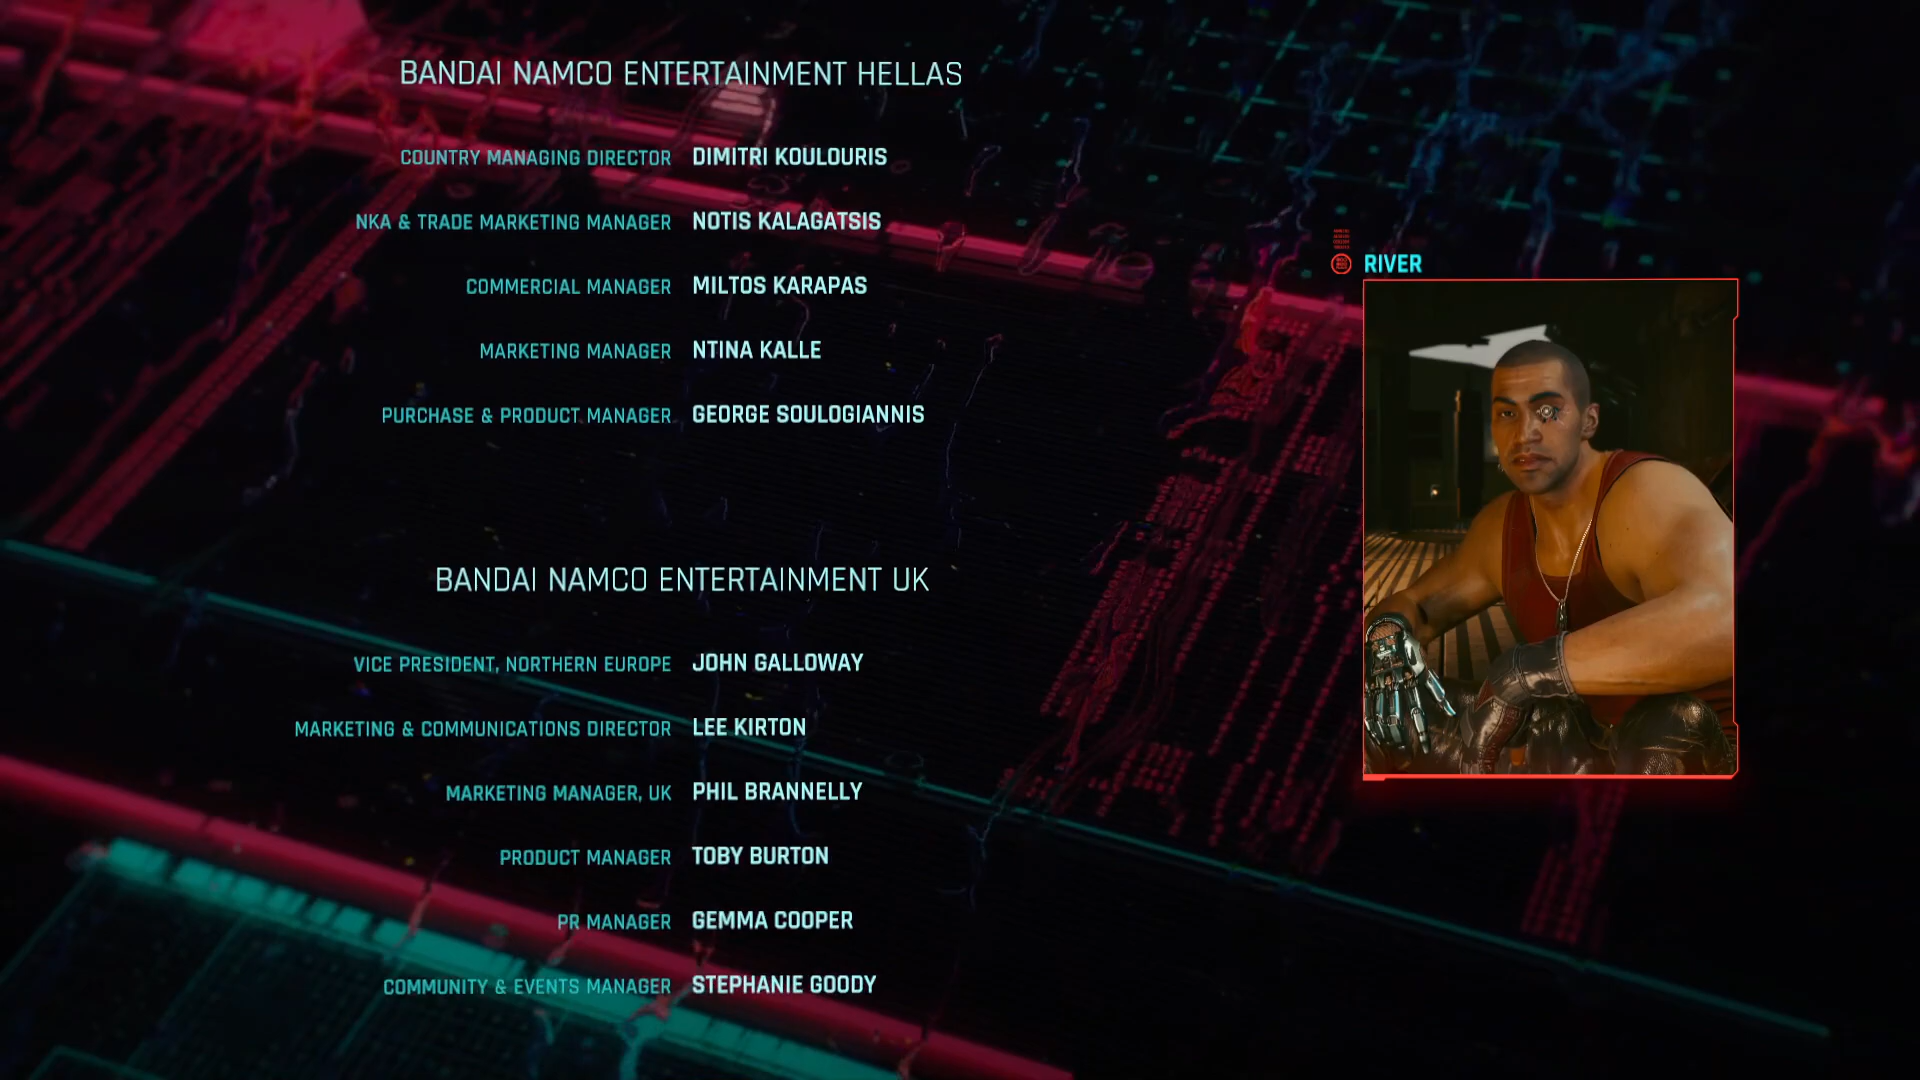 BANDAI NAMCO ENTERTAINMENT HELLAS
COUNTRY MANAGING DIRECTOR DIMITRI KOULOURIS
NKA & TRADE MARKETING MANAGER NOTIS KALAGATSIS
COMMERCIAL MANAGER MILTOS KARAPAS
MARKETING MANAGER NTINA KALLE
PURCHASE & PRODUCT MANAGER GEORGE SOULOGIANNIS
BANDAI NAMCO ENTERTAINMENT UK
VICE PRESIDENT, NORTHERN EUROPE JOHN GALLOWAY
MARKETING & COMMUNICATIONS DIRECTOR LEE KIRTON
MARKETING MANAGER, UK PHIL BRANNELLY
PRODUCT MANAGER TOBY BURTON
PR MANAGER GEMMA COOPER
COMMUNITY & EVENTS MANAGER STEPHANIE GOODY
RIVER